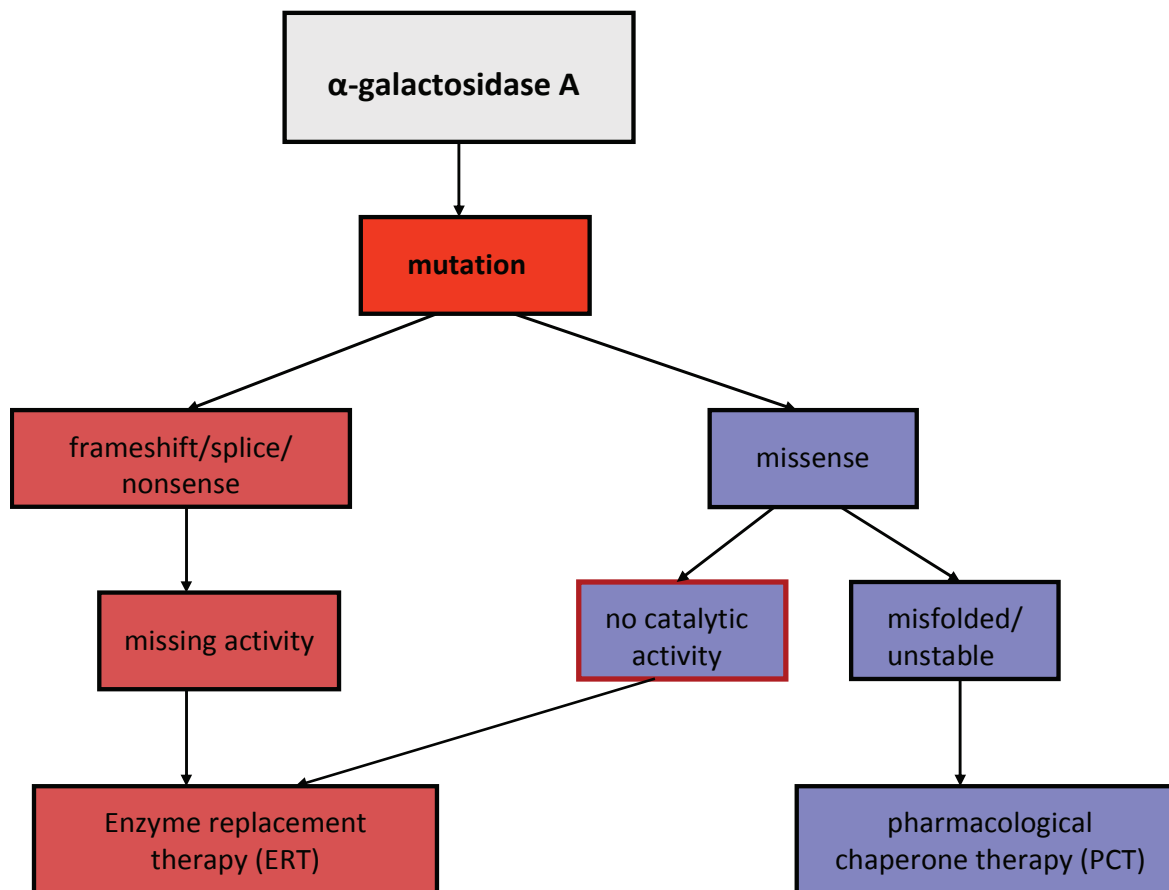 α-galactosidase A
mutation
frameshift/splice/
nonsense
missense
missing activity
no catalytic
activity
misfolded/
unstable
Enzyme replacement
therapy (ERT)
pharmacological
chaperone therapy (PCT)